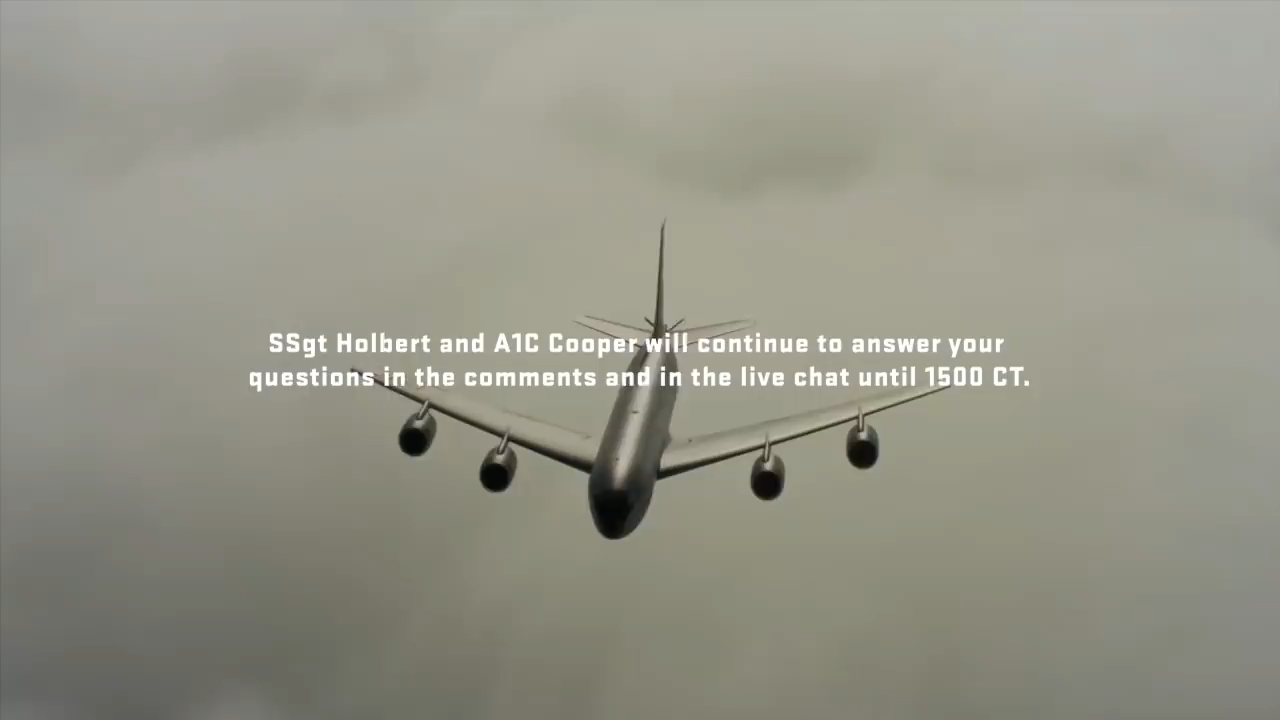 SSgt Holbert and A1C Cooper will continue to answer your
questions in the comments and in the live chat until 1500 CT.